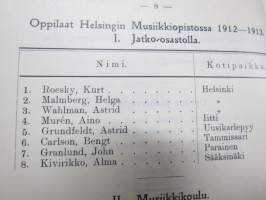 — 8 —
Oppilaat Helsingin Musiikkiopistossa 1912—1913.
I. Jatko-osastolla.
Nimi. Kotipaikka
1. Roesky, Kurt Helsinki
2. Malmberg, Helga "
3. Wahlman, Astrid "
4. Murén, Aino Iitti
5. Grundfeldt, Astrid Uusikarlepyy
6. Carlson, Bengt Tammisaari
7. Granlund, John Parainen
8. Kivirikko, Alma Sääksmäki
II. Musiikkikoulu.